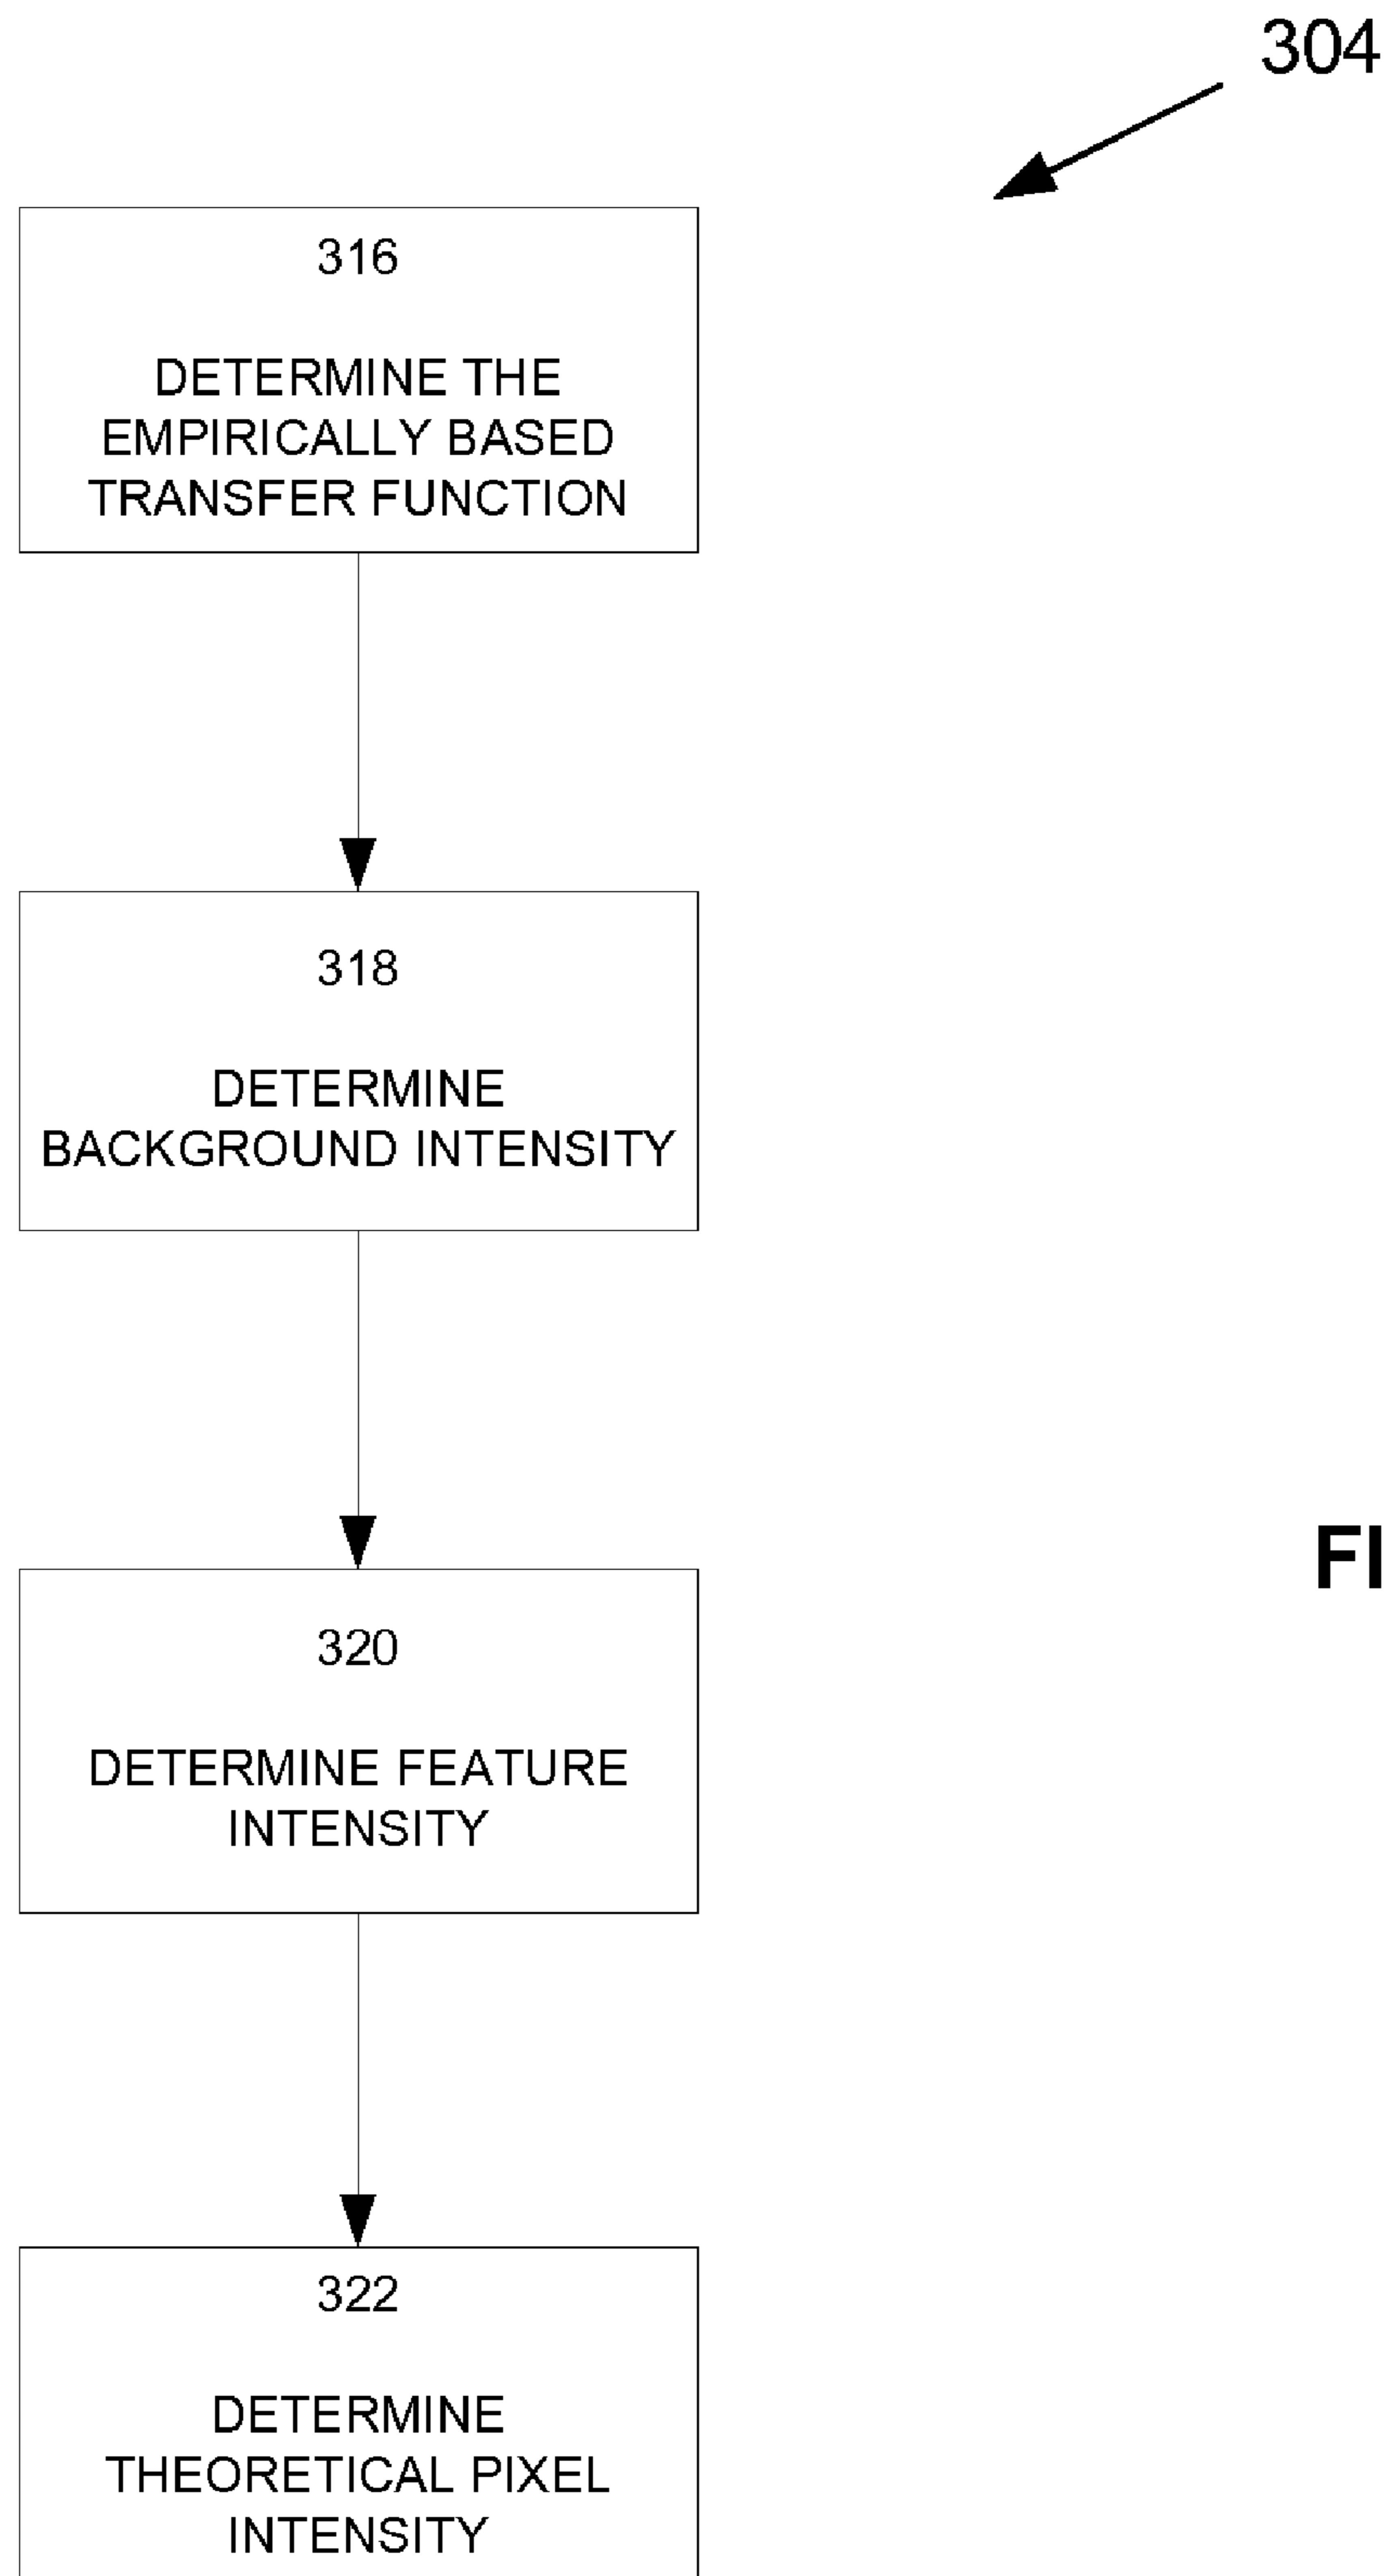 304
316
DETERMINE THE
EMPIRICALLY BASED
TRANSFER FUNCTION
318
DETERMINE
BACKGROUND INTENSITY
FI
320
DETERMINE FEATURE
INTENSITY
322
DETERMINE
THEORETICAL PIXEL
INTENSITY